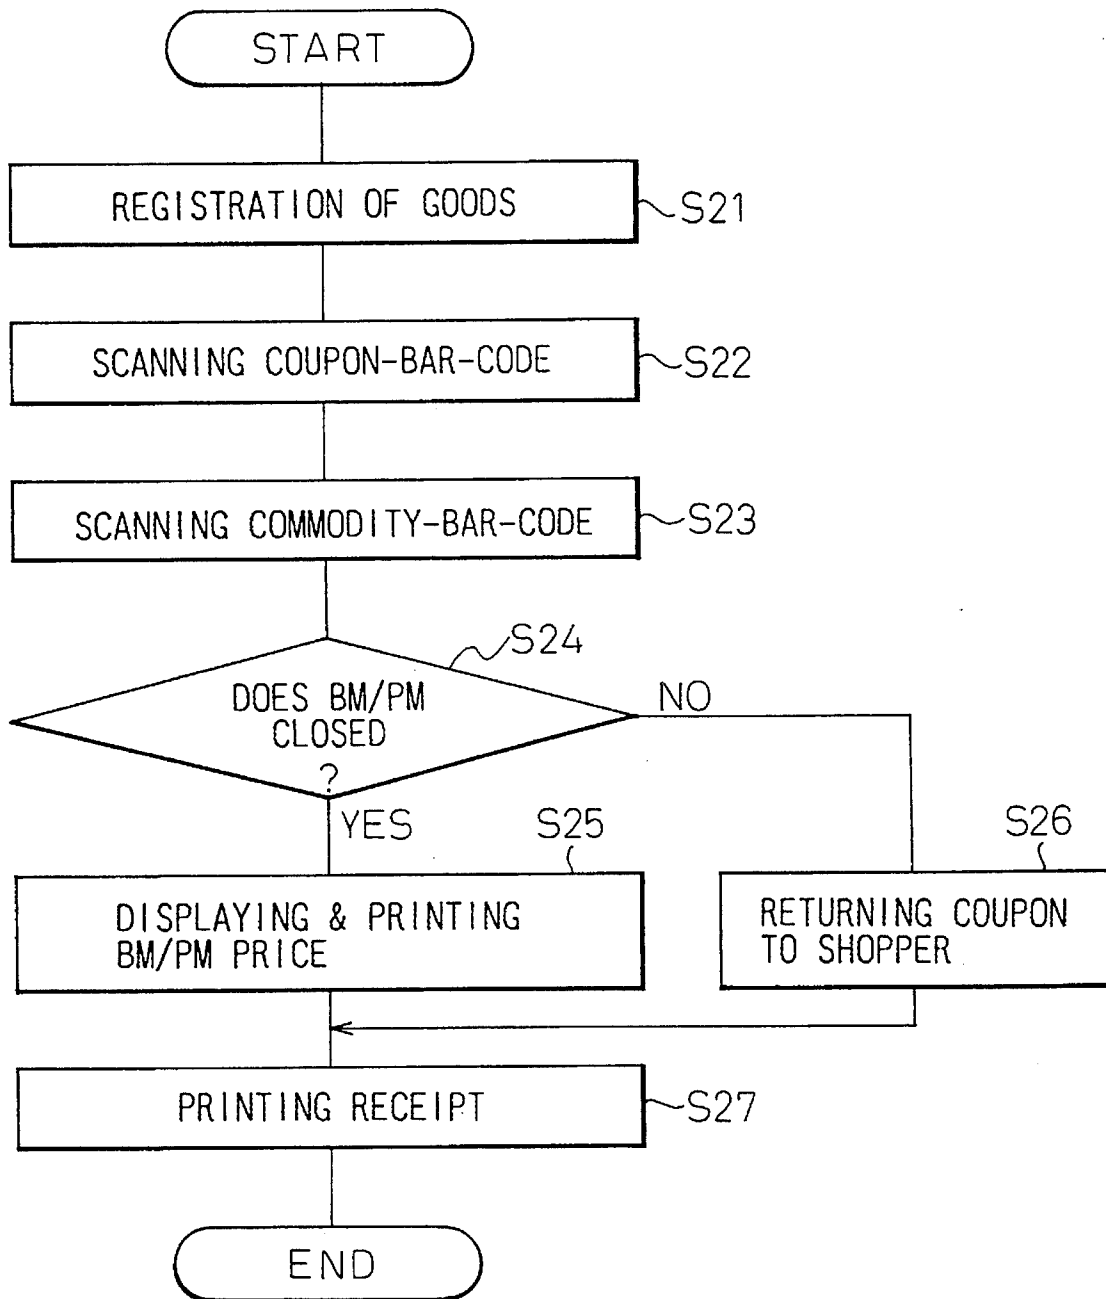 START
REGISTRATION OF GOODS
S21
SCANNING COUPON-BAR-CODE
S22
SCANNING COMMODITY-BAR-CODE
S23
S24
DOES BM/PM
CLOSED
?
NO
YES
S25
DISPLAYING & PRINTING
BM/PM PRICE
S26
RETURNING COUPON
TO SHOPPER
PRINTING RECEIPT
S27
END